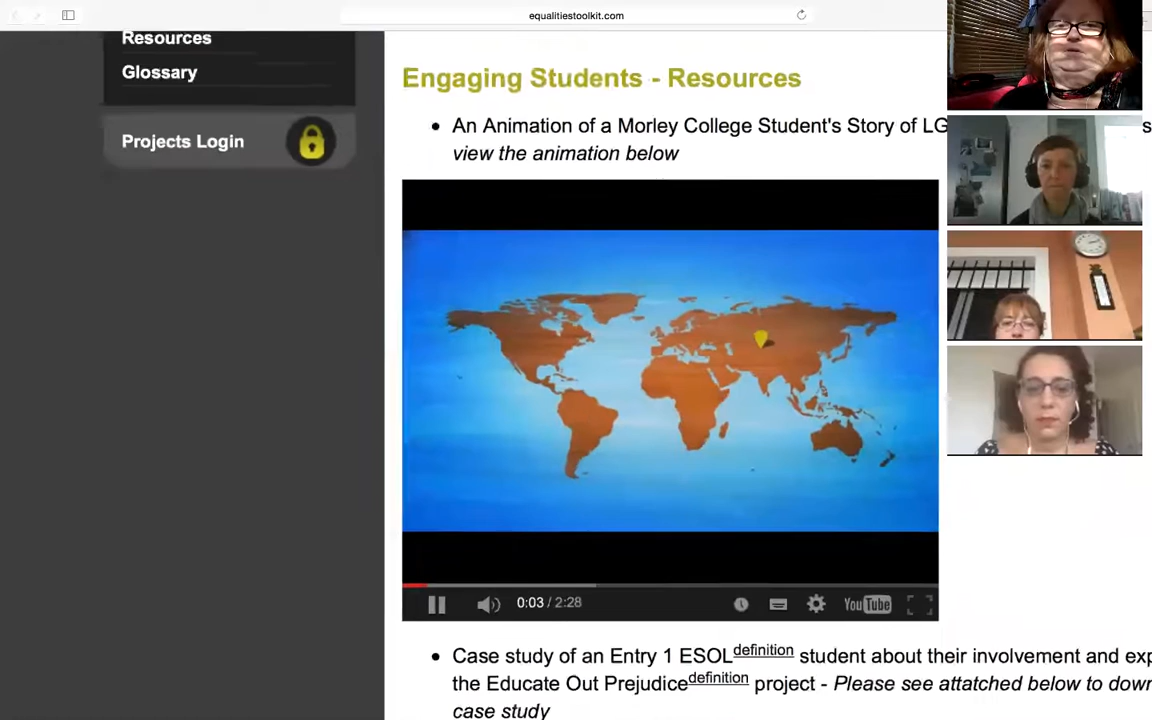 equalitiestoolkit.com
Resources
Glossary
Projects Login
Engaging Students - Resources
• An Animation of a Morley College Student's Story of LG
view the animation below
0:03 / 2:28
YouTube
• Case study of an Entry 1 ESOL definition student about their involvement and exp
the Educate Out Prejudice definition project - Please see attatched below to down
case study